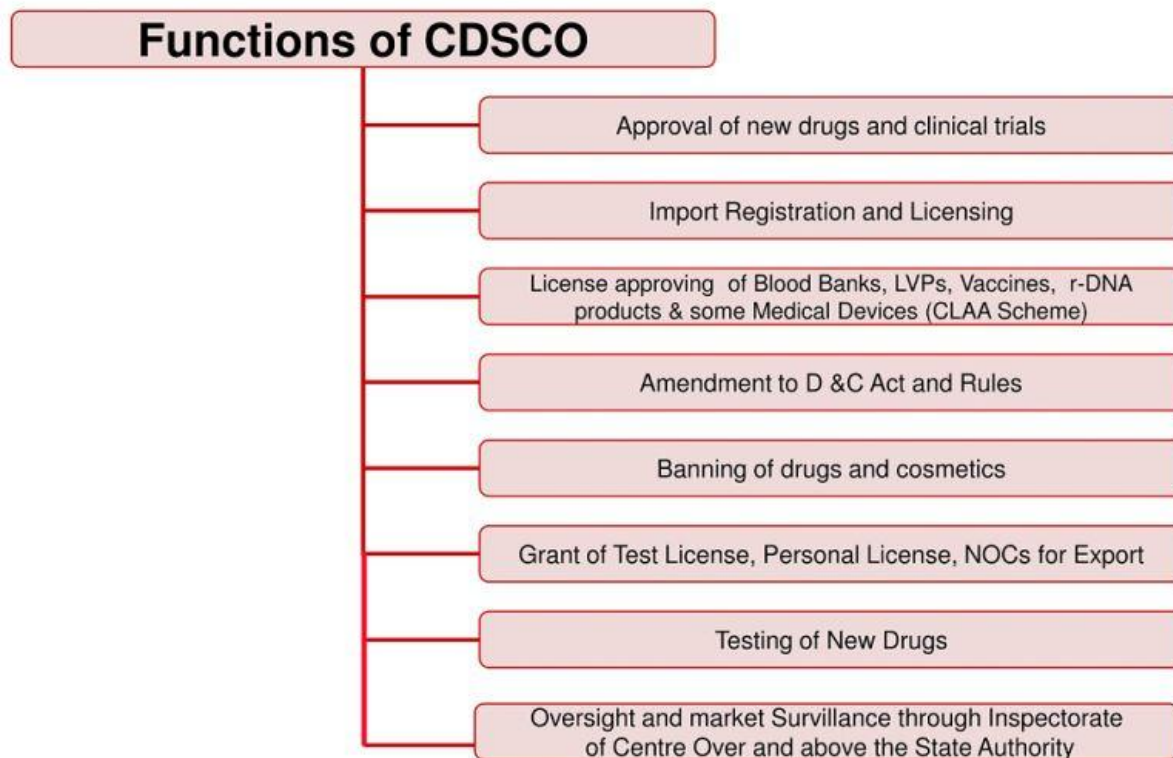 Functions of CDSCO
Approval of new drugs and clinical trials
Import Registration and Licensing
License approving of Blood Banks, LVPs, Vaccines, r-DNA
products & some Medical Devices (CLAA Scheme)
Amendment to D &C Act and Rules
Banning of drugs and cosmetics
Grant of Test License, Personal License, NOCs for Export
Testing of New Drugs
Oversight and market Survillance through Inspectorate
of Centre Over and above the State Authority